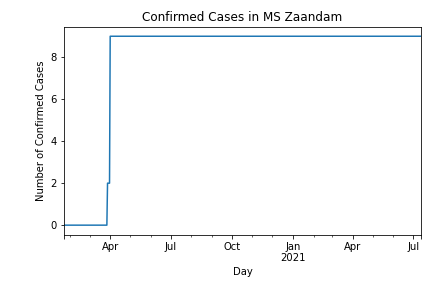 Confirmed Cases in MS Zaandam
Number of Confirmed Cases
8
6
4
2
0
Apr Jul Oct Jan Apr Jul
2021
Day